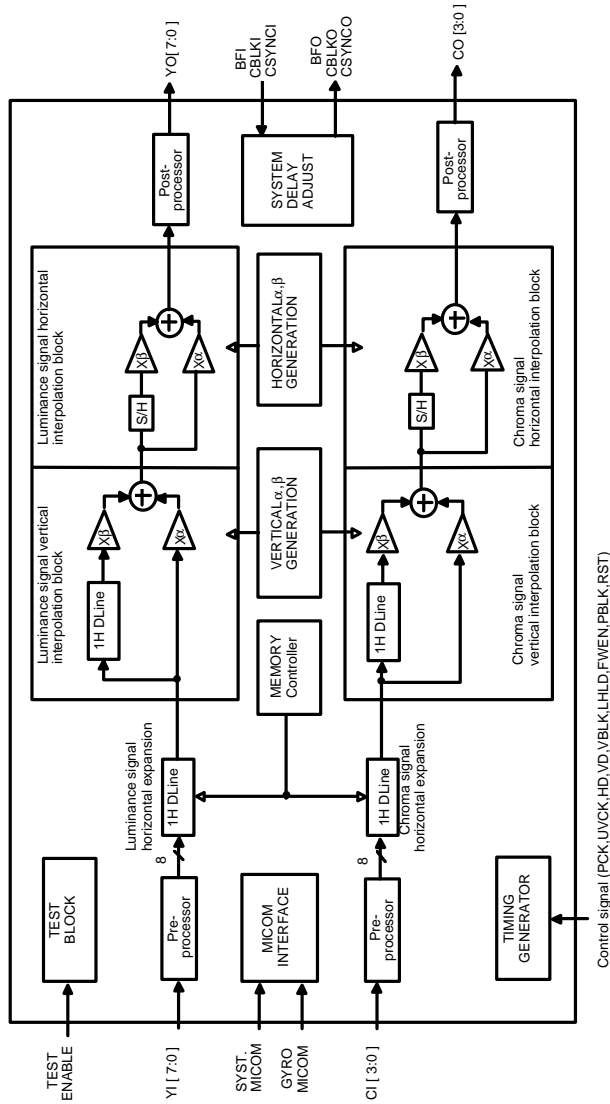 TEST
ENABLE
YI [ 7:0 ]
SYST.
MICOM
GYRO
MICOM
CI [ 3:0 ]
TEST
BLOCK
Pre-
processor
MICOM
INTERFACE
Pre-
processor
TIMING
GENERATOR
Control signal (PCK,UVCK,HD,VD,VBLK,LHLD,FWEN,PBLK,RST)
8
Luminance signal
horizontal expansion
1H DLine
8
1H DLine
Chroma signal
horizontal expansion
MEMORY
Controller
Luminance signal vertical
interpolation block
1H DLine
Xβ
Xα
VERTICALα,β
GENERATION
1H DLine
Xβ
Xα
Chroma signal
vertical interpolation block
Luminance signal horizontal
interpolation block
S/H
Xβ
Xα
HORIZONTALα,β
GENERATION
S/H
Xβ
Xα
Chroma signal
horizontal interpolation block
Post-
processor
SYSTEM
DELAY
ADJUST
Post-
processor
YO[ 7:0 ]
BFI
CBLKI
CSYNCI
BFO
CBLKO
CSYNCO
CO [3:0 ]